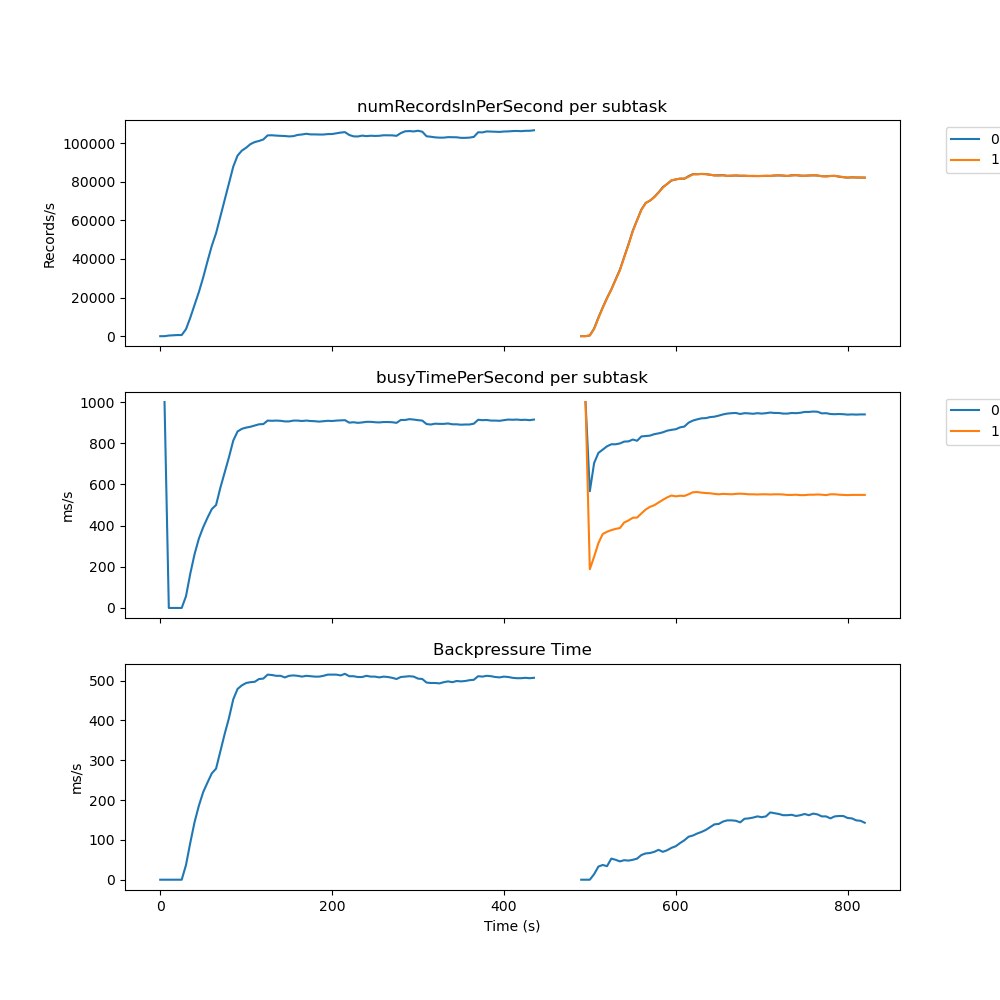 numRecordsInPerSecond per subtask
100000
80000
60000
40000
20000
0
Records/s
0
1
busyTimePerSecond per subtask
1000
800
600
400
200
0
ms/s
0
1
Backpressure Time
500
400
300
200
100
0
ms/s
0 200 400 600 800
Time (s)